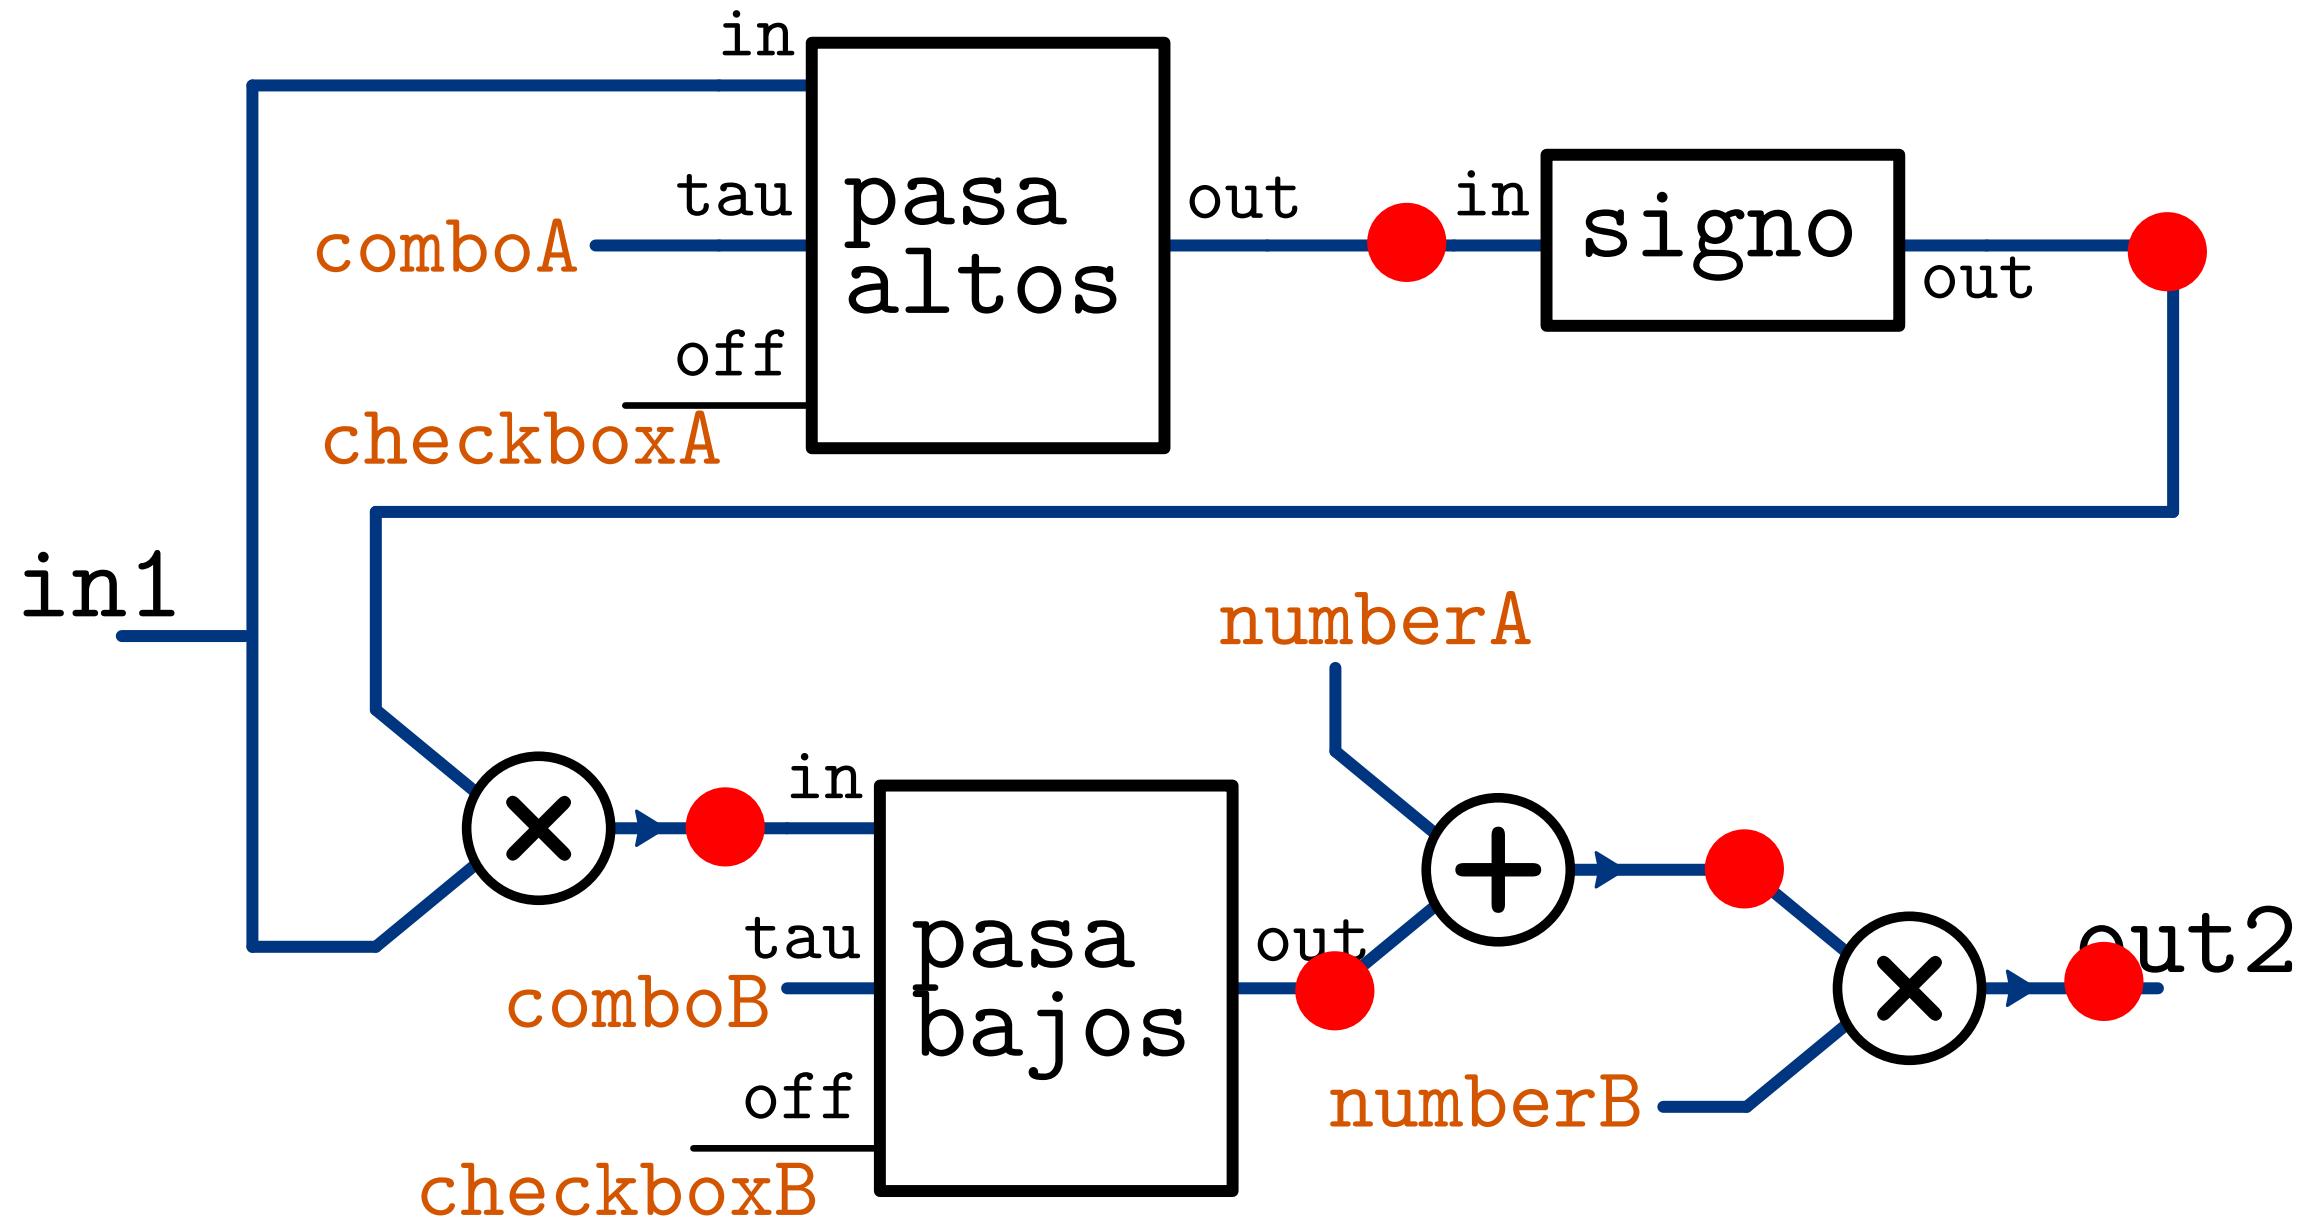 in
tau
pasa
altos
out
in
signo
out
comboA
off
checkboxA
in1
numberA
in
tau
pasa
bajos
out
out2
comboB
off
numberB
checkboxB